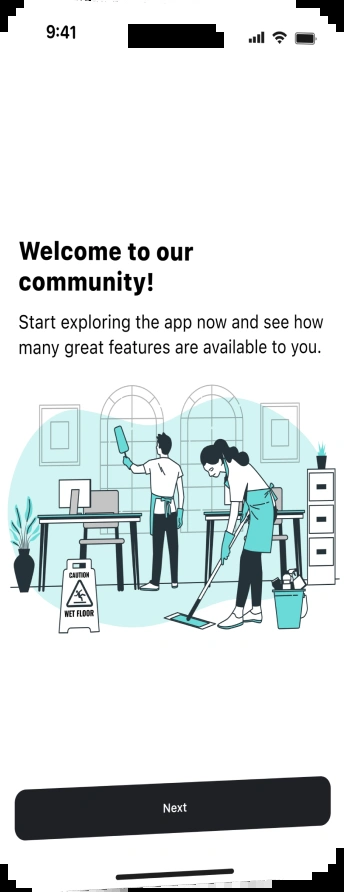 9:41
Welcome to our
community!
Start exploring the app now and see how
many great features are available to you.
CAUTION
WET FLOOR
Next